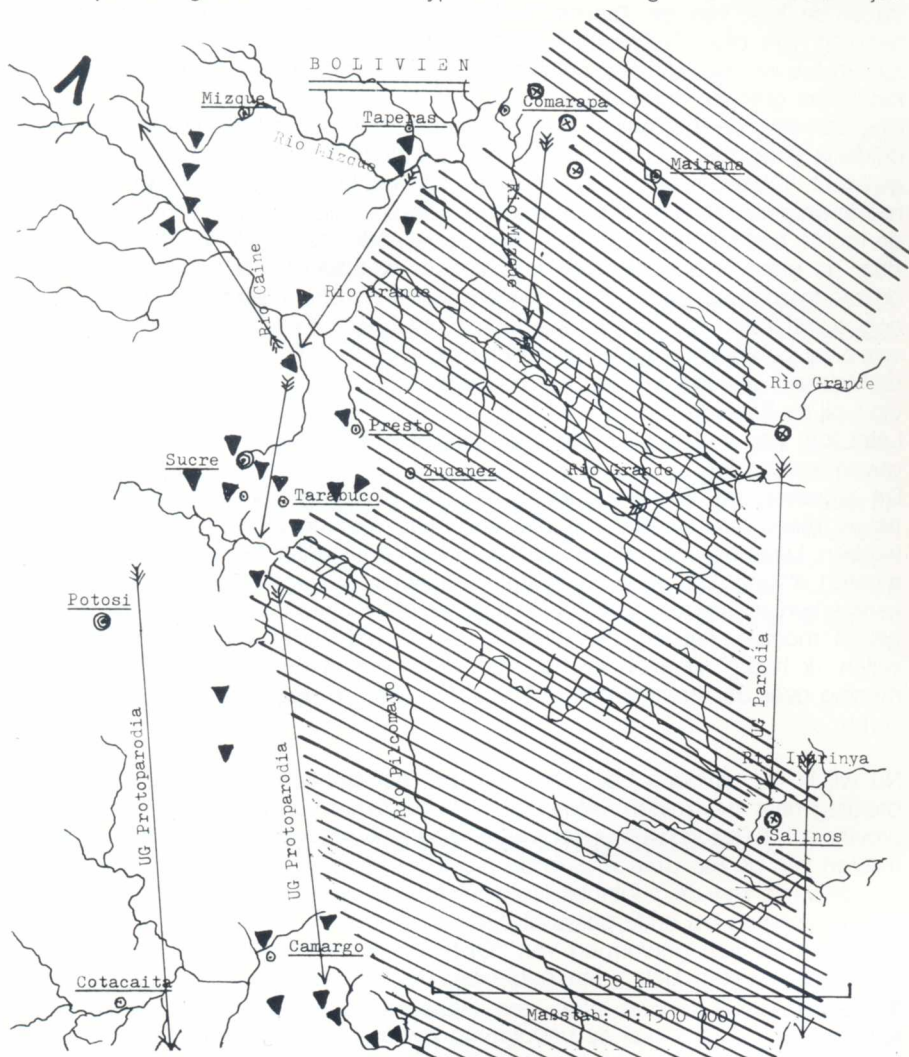 BOLIVIEN
Mizque
Taperas
Comarapa
Rio Mizque
Mairana
Rio Mizque
Rio Caine
Rio Grande
Rio Grande
Presto
Sucre
Zudanez
Rio Grande
Tarabuco
Potosi
UG Parodia
Rio Pilcomayo
UG Protoparodia
UG Protoparodia
Rio Iparinya
Salinos
Camargo
Cotacaita
150 km
Maßstab: 1:1500 000